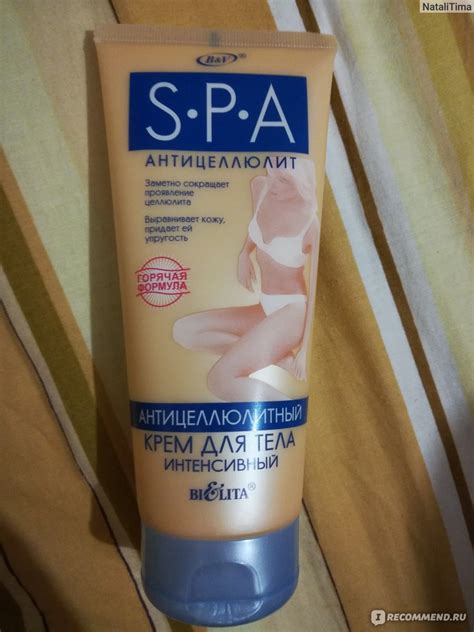 NataliTima
B&V®
S·P·A
АНТИЦЕЛЛЮЛИТ
Заметно сокращает
проявление
целлюлита
Выравнивает кожу,
придает ей
упругость
ГОРЯЧАЯ
ФОРМУЛА
АНТИЦЕЛЛЮЛИТНЫЙ
КРЕМ ДЛЯ ТЕЛА
ИНТЕНСИВНЫЙ
BIELITA®
I RECOMMEND.RU